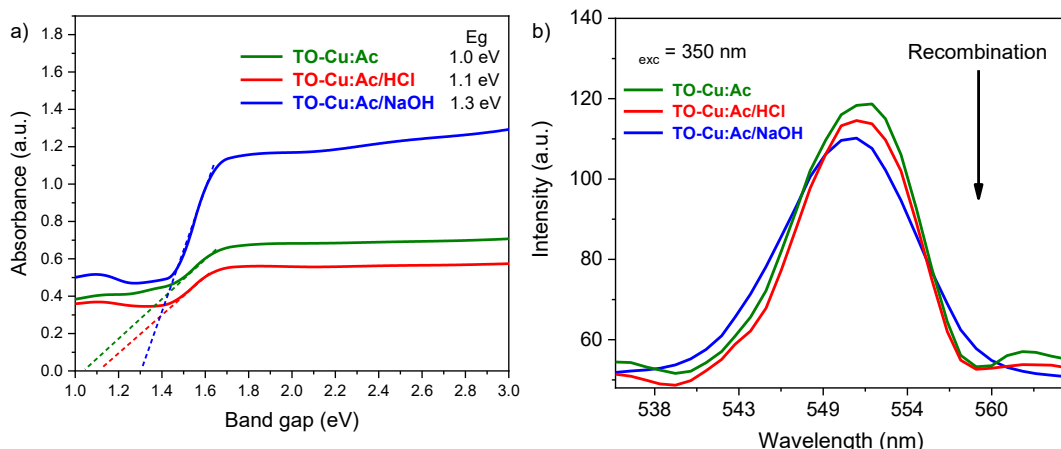 a)
Eg
TO-Cu:Ac 1.0 eV
TO-Cu:Ac/HCl 1.1 eV
TO-Cu:Ac/NaOH 1.3 eV
Absorbance (a.u.)
1.8
1.6
1.4
1.2
1.0
0.8
0.6
0.4
0.2
0.0
1.0 1.2 1.4 1.6 1.8 2.0 2.2 2.4 2.6 2.8 3.0
Band gap (eV)
b)
exc = 350 nm
Recombination
TO-Cu:Ac
TO-Cu:Ac/HCl
TO-Cu:Ac/NaOH
Intensity (a.u.)
140
120
100
80
60
538 543 549 554 560
Wavelength (nm)